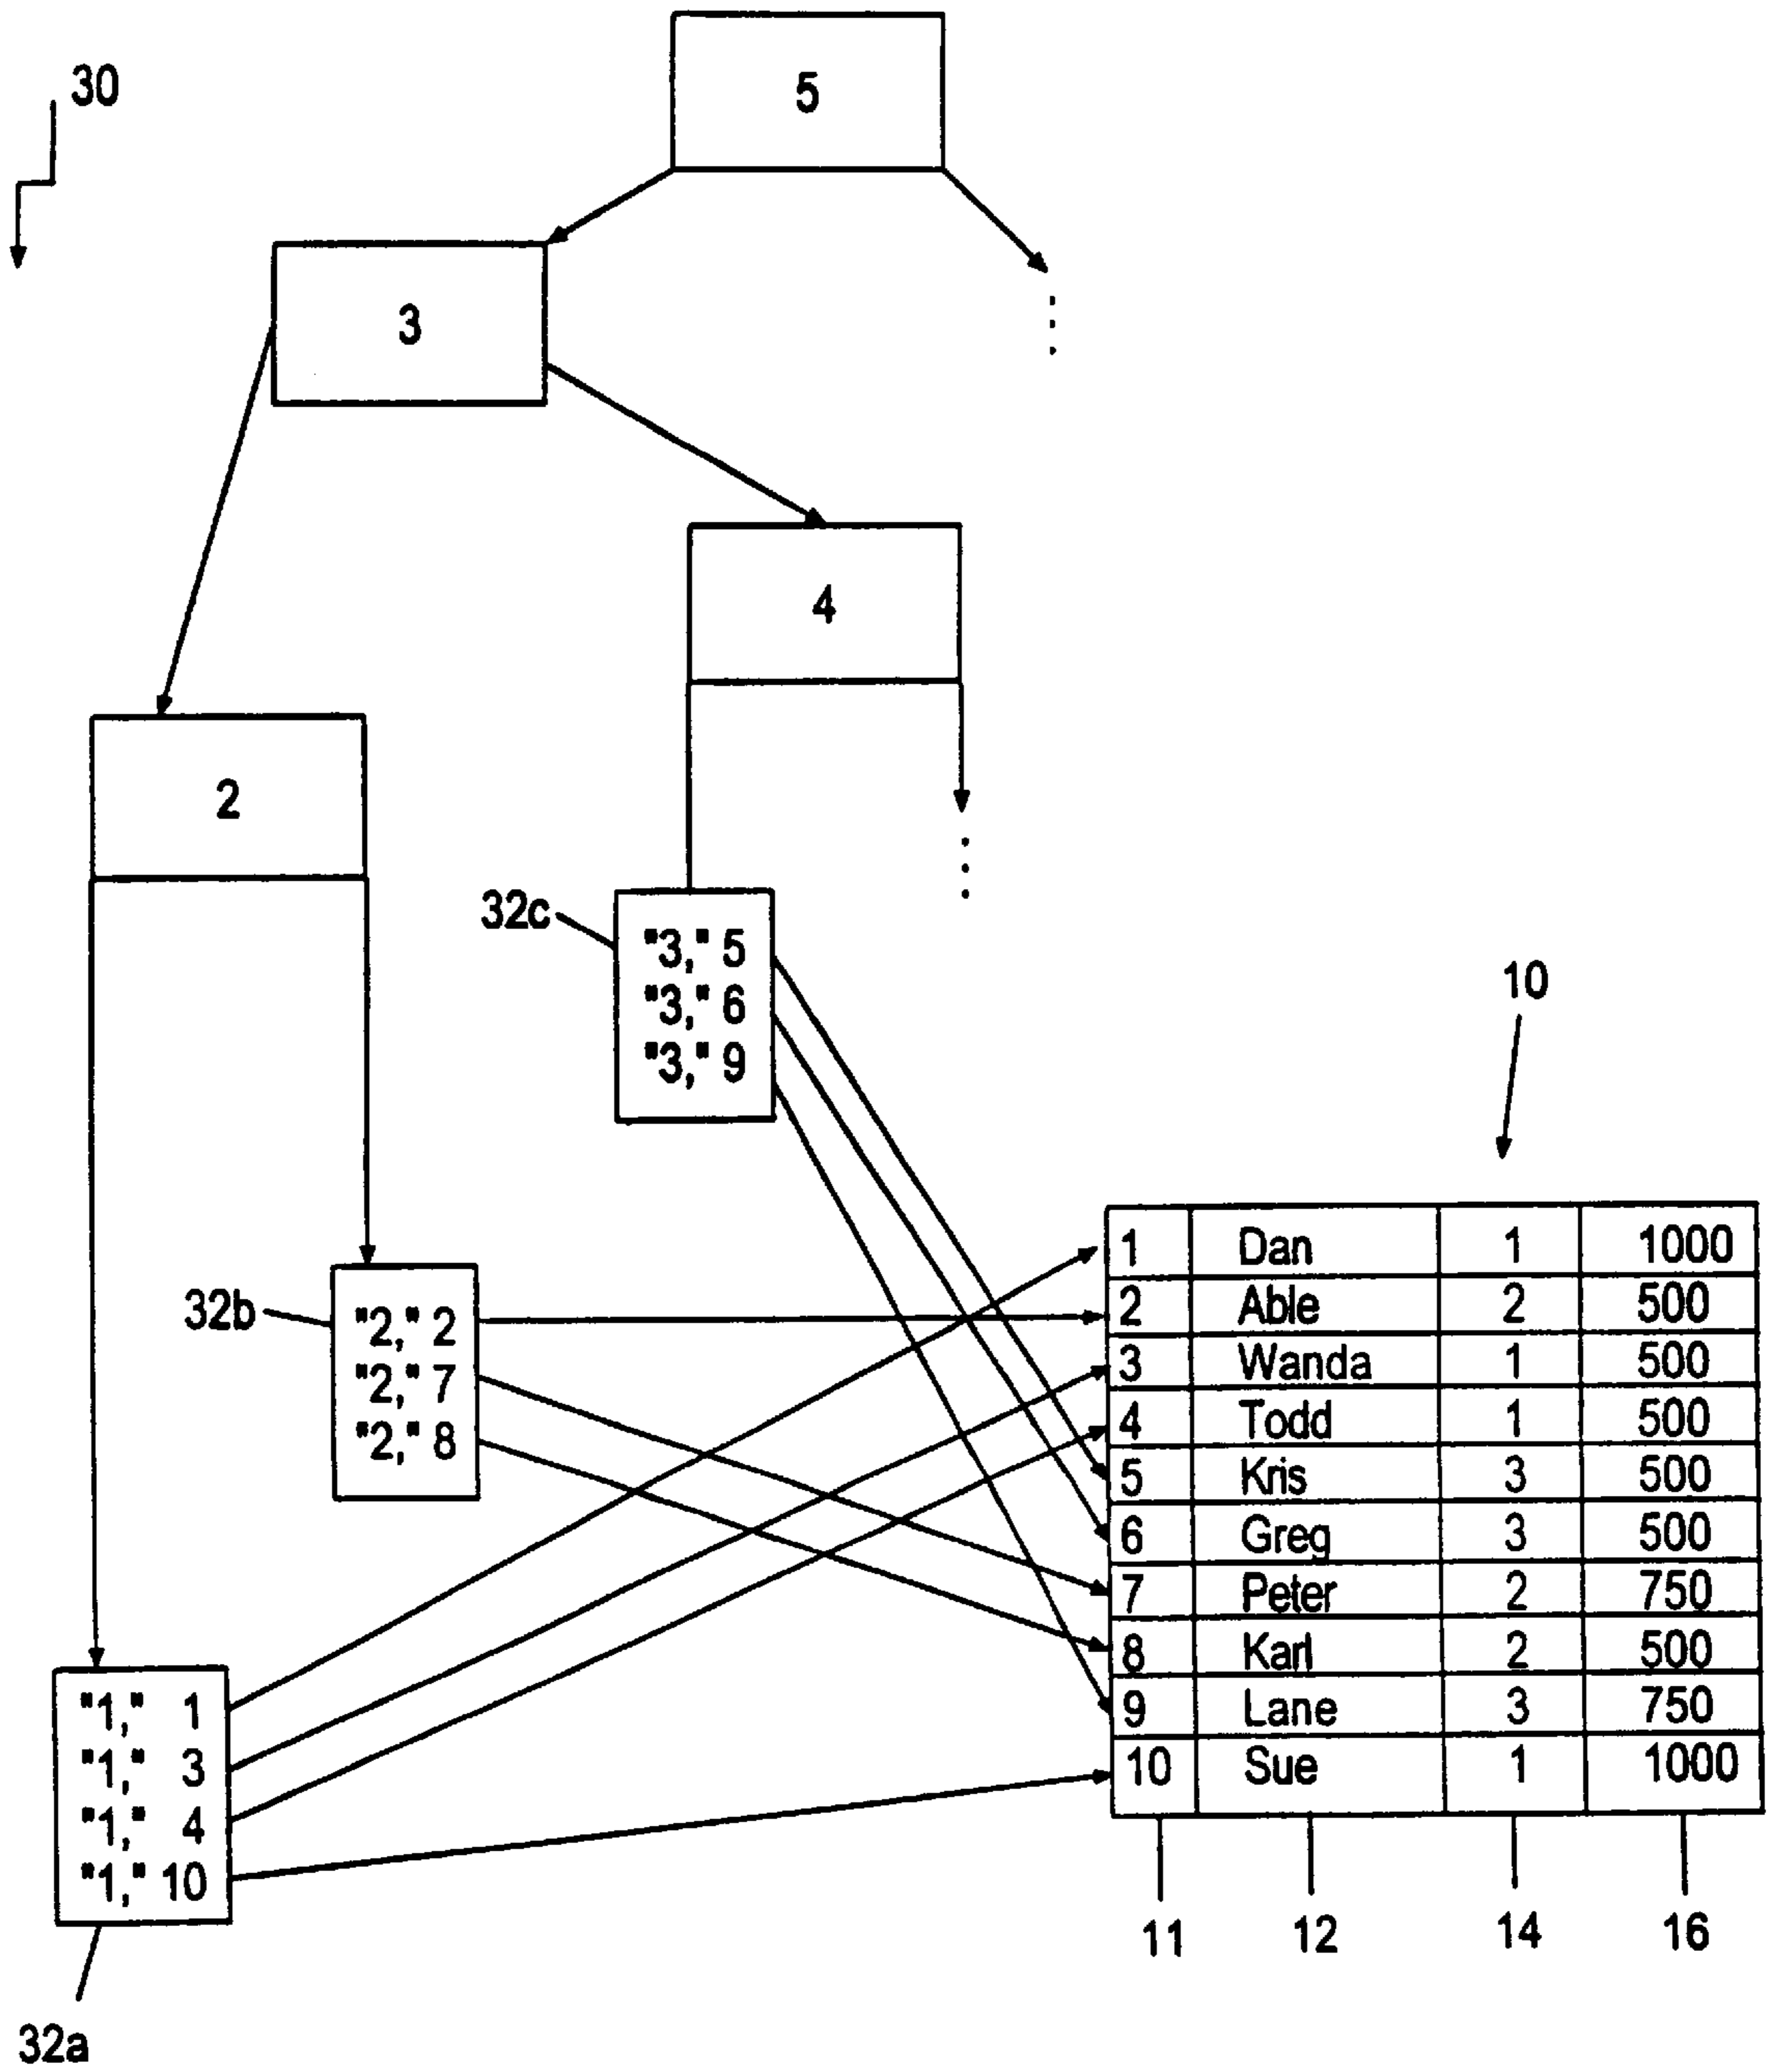 30
5
3
4
2
32c
"3," 5
"3," 6
"3," 9
10
32b
"2," 2
"2," 7
"2," 8
1 Dan 1 1000
2 Able 2 500
3 Wanda 1 500
4 Todd 1 500
5 Kris 3 500
6 Greg 3 500
7 Peter 2 750
8 Karl 2 500
9 Lane 3 750
10 Sue 1 1000
"1," 1
"1," 3
"1," 4
"1," 10
11 12 14 16
32a